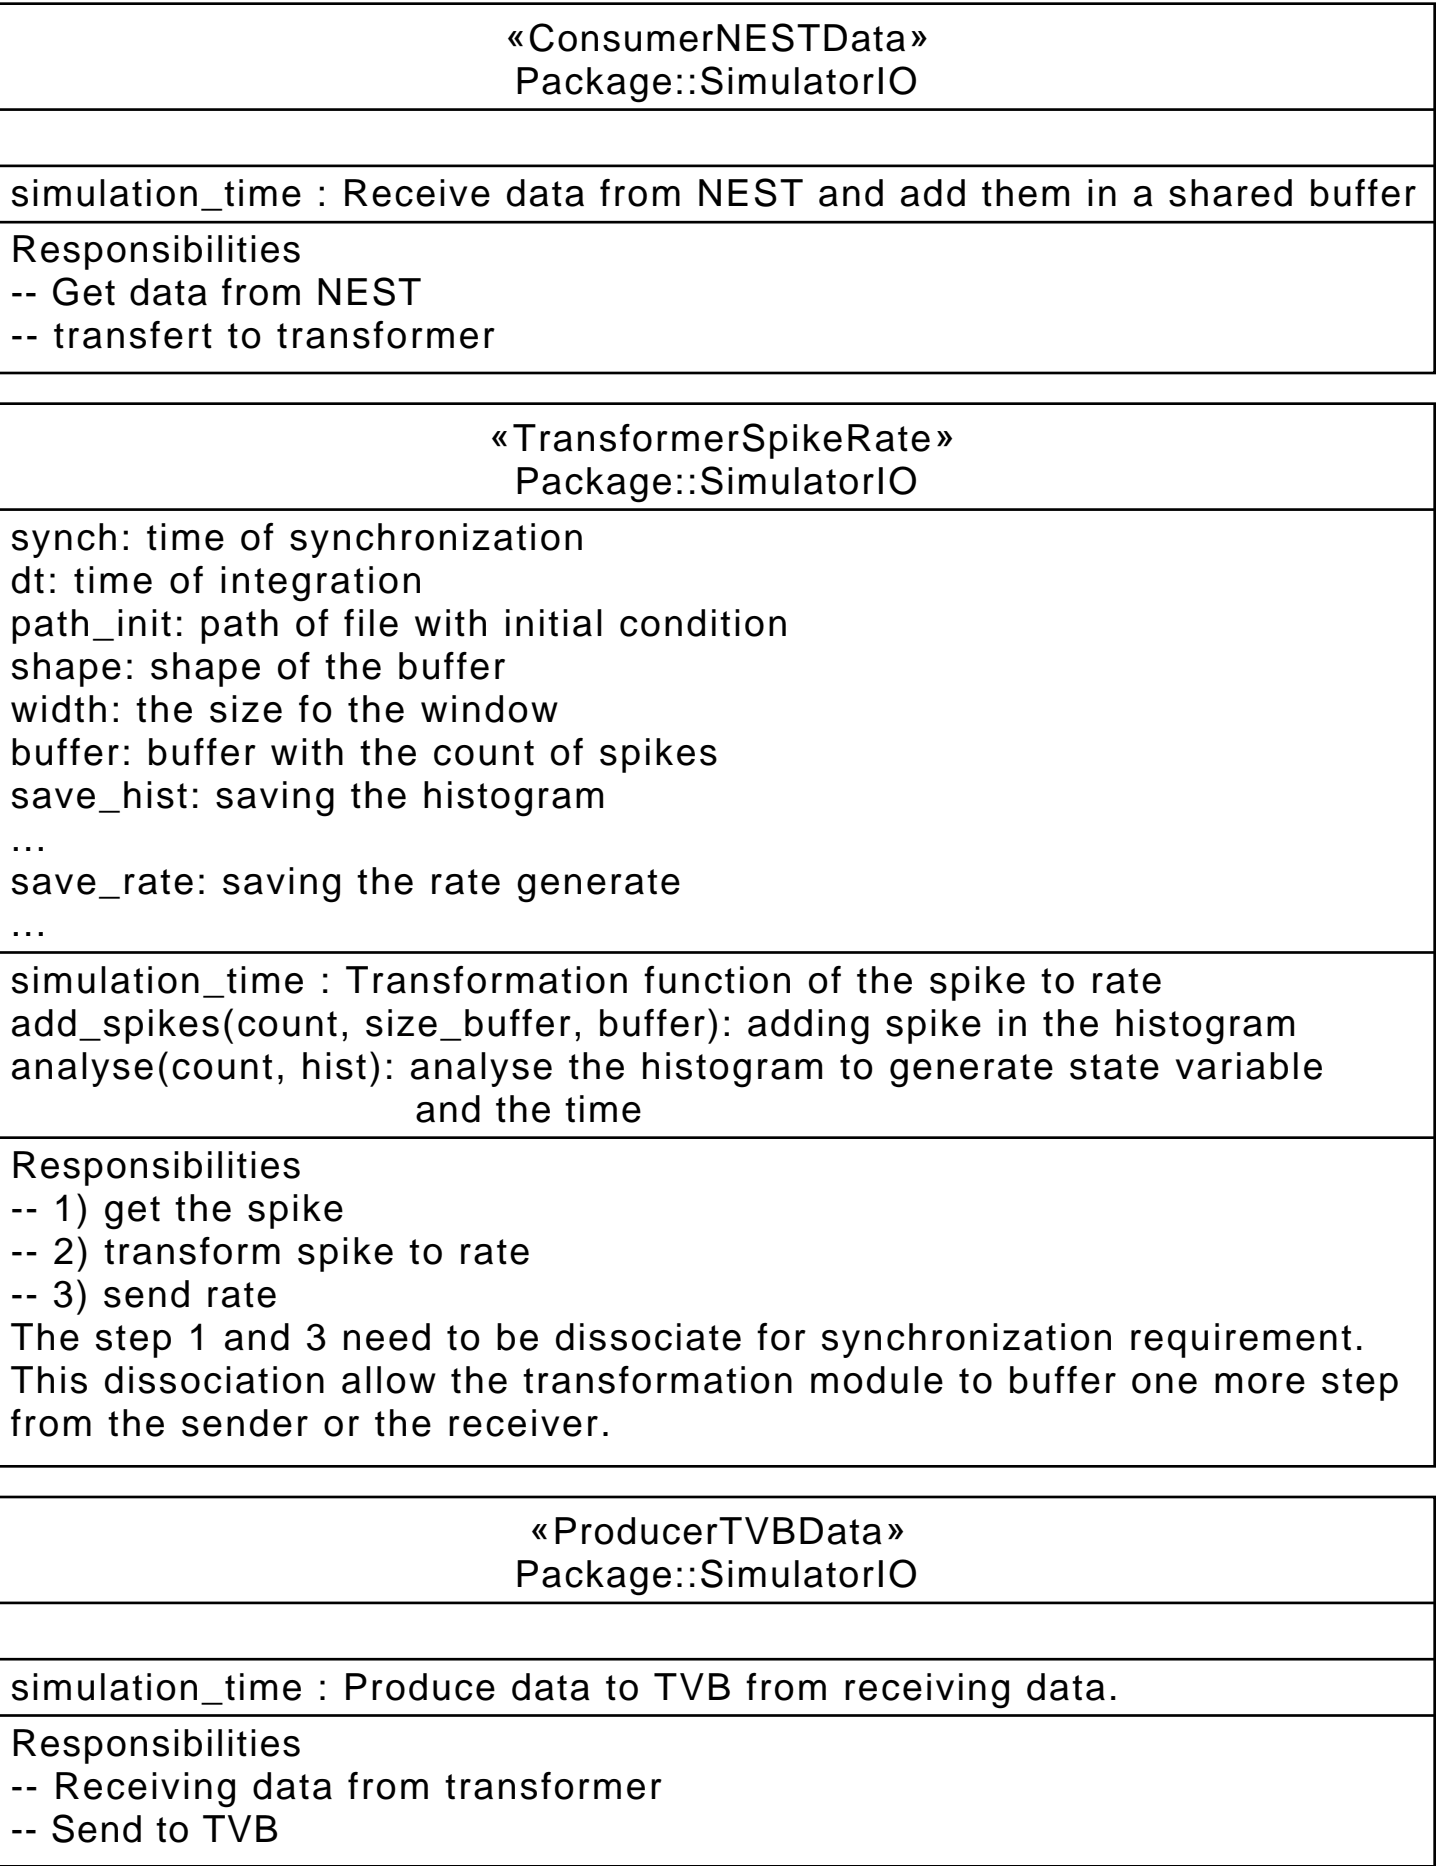 «ConsumerNESTData»
Package::SimulatorIO
simulation_time : Receive data from NEST and add them in a shared buffer
Responsibilities
-- Get data from NEST
-- transfert to transformer
«TransformerSpikeRate»
Package::SimulatorIO
synch: time of synchronization
dt: time of integration
path_init: path of file with initial condition
shape: shape of the buffer
width: the size fo the window
buffer: buffer with the count of spikes
save_hist: saving the histogram
...
save_rate: saving the rate generate
...
simulation_time : Transformation function of the spike to rate
add_spikes(count, size_buffer, buffer): adding spike in the histogram
analyse(count, hist): analyse the histogram to generate state variable
and the time
Responsibilities
-- 1) get the spike
-- 2) transform spike to rate
-- 3) send rate
The step 1 and 3 need to be dissociate for synchronization requirement.
This dissociation allow the transformation module to buffer one more step
from the sender or the receiver.
«ProducerTVBData»
Package::SimulatorIO
simulation_time : Produce data to TVB from receiving data.
Responsibilities
-- Receiving data from transformer
-- Send to TVB